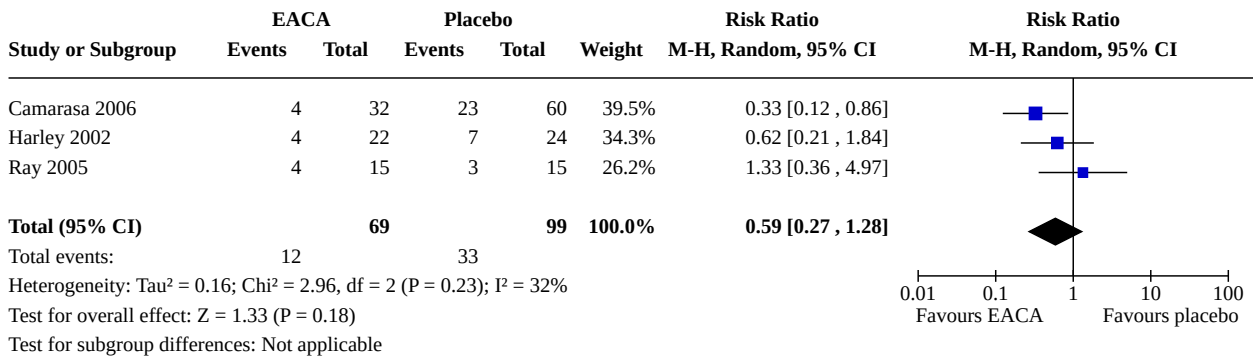 EACA Placebo Risk Ratio Risk Ratio
Study or Subgroup Events Total Events Total Weight M-H, Random, 95% CI M-H, Random, 95% CI
Camarasa 2006 4 32 23 60 39.5% 0.33 [0.12 , 0.86]
Harley 2002 4 22 7 24 34.3% 0.62 [0.21 , 1.84]
Ray 2005 4 15 3 15 26.2% 1.33 [0.36 , 4.97]
Total (95% CI) 69 99 100.0% 0.59 [0.27 , 1.28]
Total events: 12 33
Heterogeneity: Tau² = 0.16; Chi² = 2.96, df = 2 (P = 0.23); I² = 32%
0.01 0.1 1 10 100
Test for overall effect: Z = 1.33 (P = 0.18) Favours EACA Favours placebo
Test for subgroup differences: Not applicable